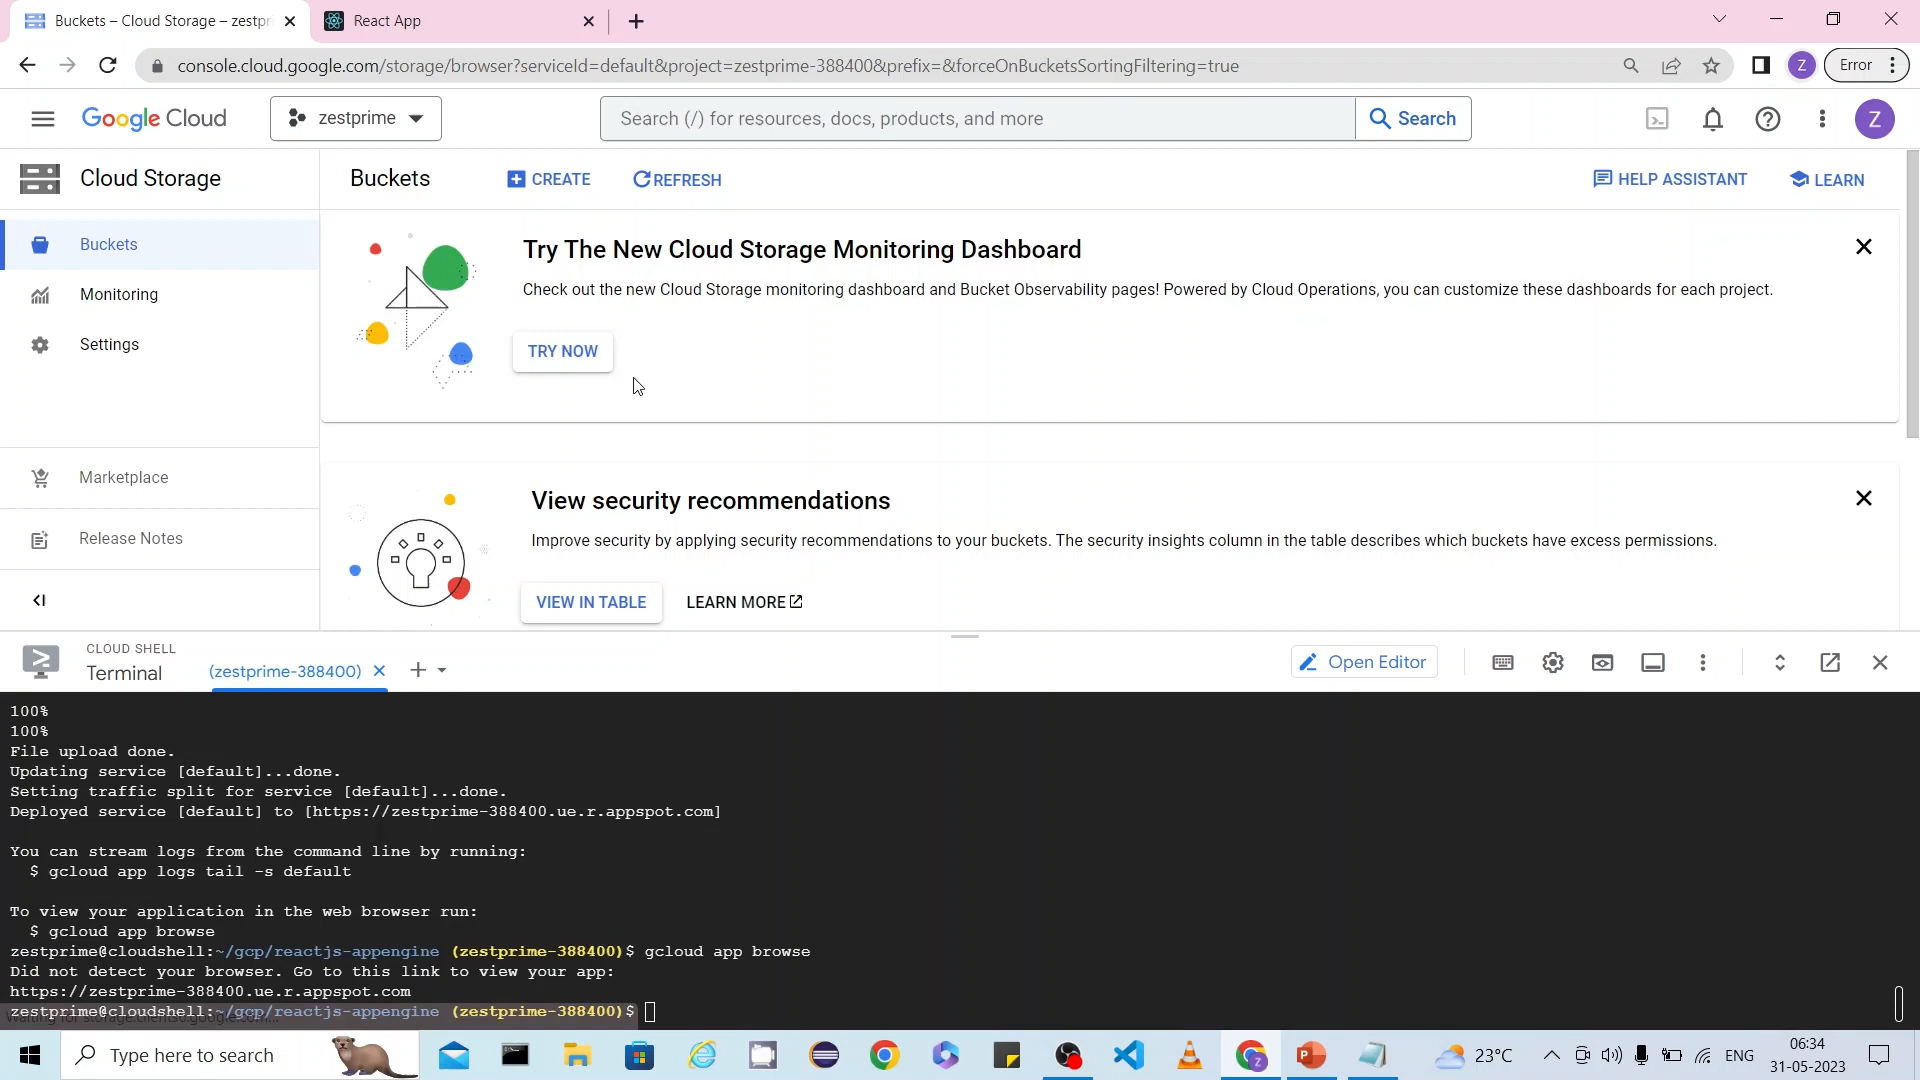 Buckets – Cloud Storage – zestpri
React App
console.cloud.google.com/storage/browser?serviceId=default&project=zestprime-388400&prefix=&forceOnBucketsSortingFiltering=true
Z
Error
Google Cloud
zestprime
Search (/) for resources, docs, products, and more
Search
Z
Cloud Storage
Buckets
CREATE
REFRESH
HELP ASSISTANT
LEARN
Buckets
Monitoring
Settings
Marketplace
Release Notes
Try The New Cloud Storage Monitoring Dashboard
Check out the new Cloud Storage monitoring dashboard and Bucket Observability pages! Powered by Cloud Operations, you can customize these dashboards for each project.
TRY NOW
View security recommendations
Improve security by applying security recommendations to your buckets. The security insights column in the table describes which buckets have excess permissions.
VIEW IN TABLE
LEARN MORE
CLOUD SHELL
Terminal
(zestprime-388400)
Open Editor
100%
100%
File upload done.
Updating service [default]...done.
Setting traffic split for service [default]...done.
Deployed service [default] to [https://zestprime-388400.ue.r.appspot.com]
You can stream logs from the command line by running:
$ gcloud app logs tail -s default
To view your application in the web browser run:
$ gcloud app browse
zestprime@cloudshell:~/gcp/reactjs-appengine (zestprime-388400)$ gcloud app browse
Did not detect your browser. Go to this link to view your app:
https://zestprime-388400.ue.r.appspot.com
zestprime@cloudshell:~/gcp/reactjs-appengine (zestprime-388400)$
Type here to search
23°C
ENG
06:34
31-05-2023